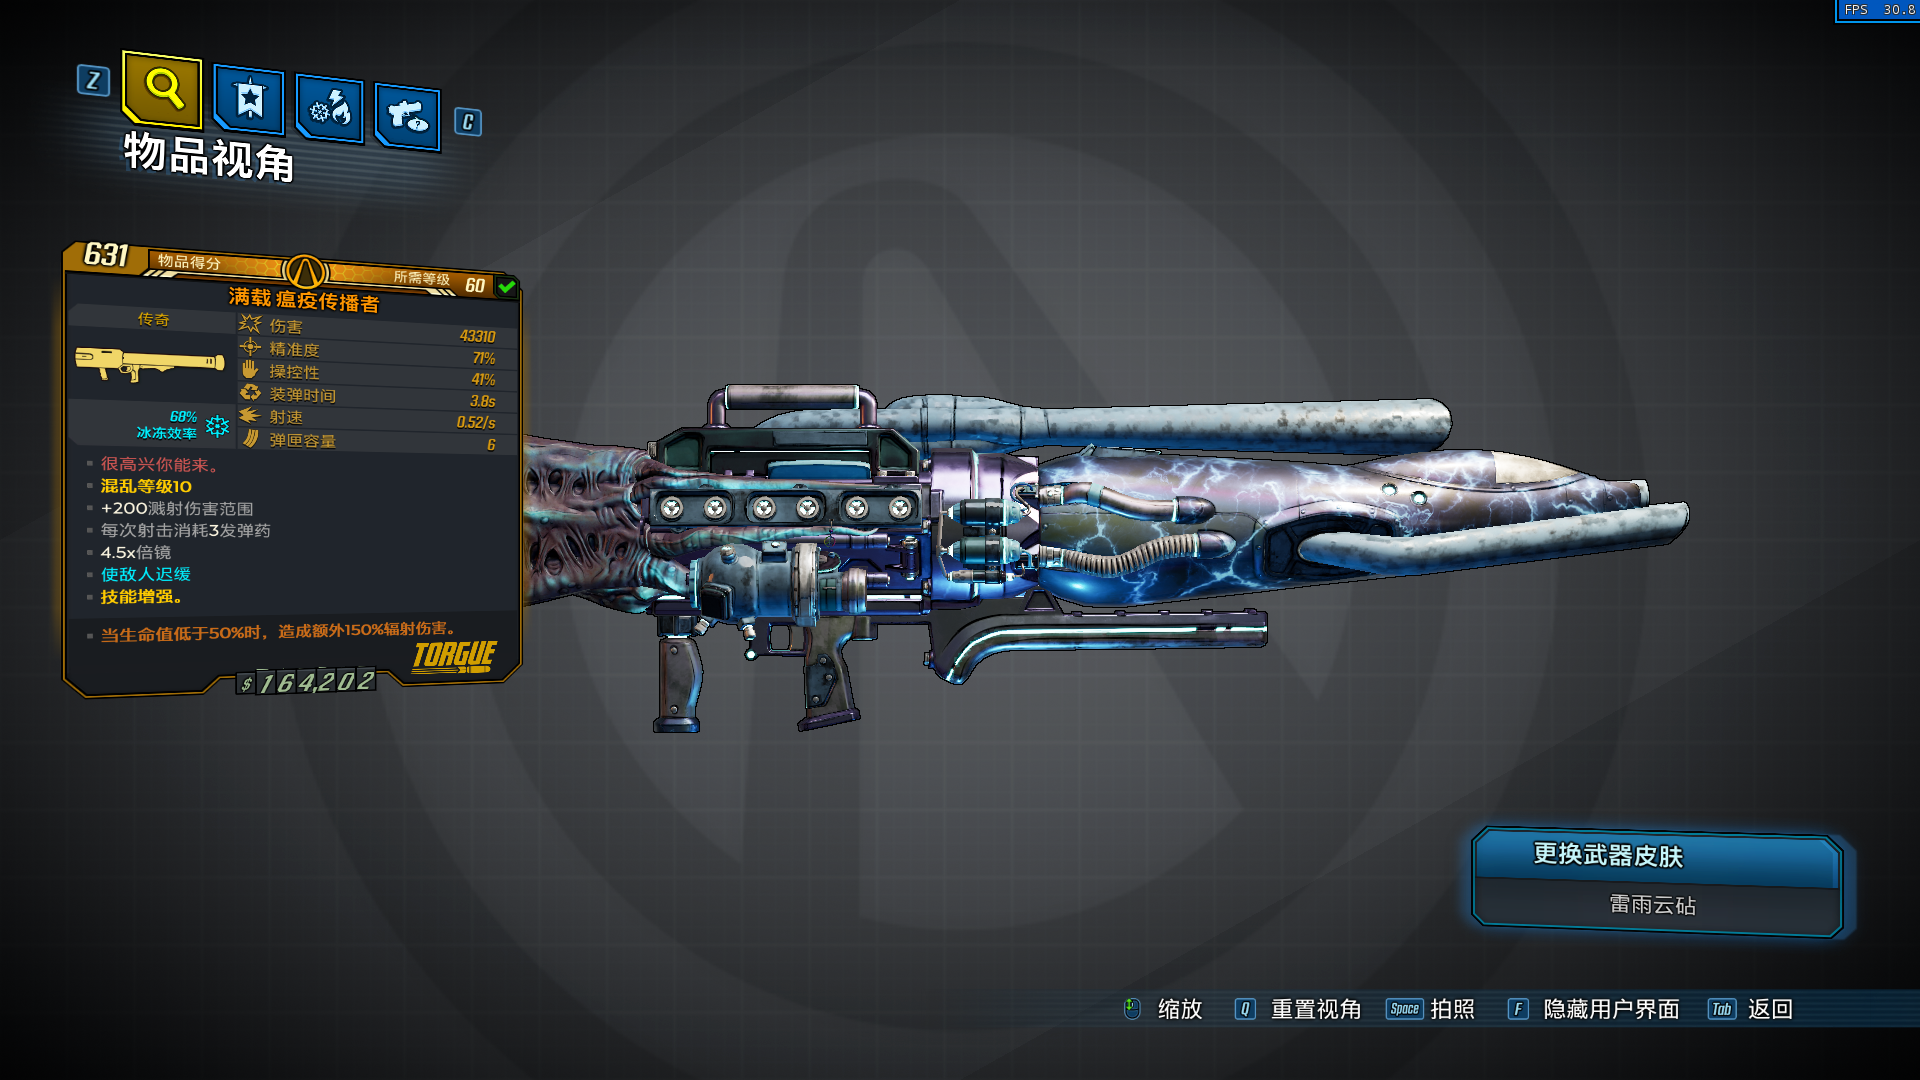 FPS 30.8
Z
C
物品视角
631 物品得分 所需等级 60
满载 瘟疫传播者
传奇
伤害 43310
精准度 71%
操控性 41%
装弹时间 3.8s
射速 0.52/s
弹匣容量 6
68%
冰冻效率
很高兴你能来。
混乱等级10
+200溅射伤害范围
每次射击消耗3发弹药
4.5x倍镜
使敌人迟缓
技能增强。
当生命值低于50%时，造成额外150%辐射伤害。
TORGUE
$ 164,202
更换武器皮肤
雷雨云砧
缩放 Q 重置视角 Space 拍照 F 隐藏用户界面 Tab 返回